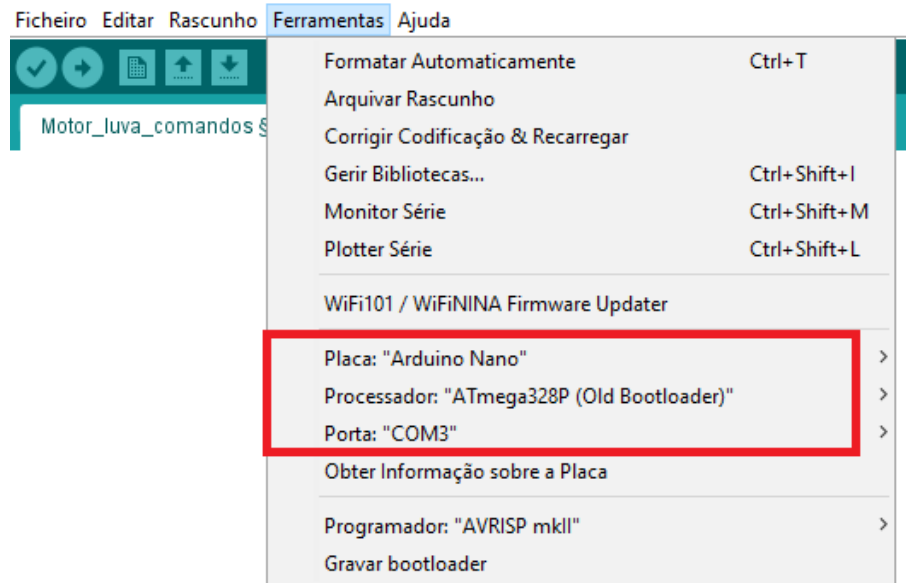 Ficheiro Editar Rascunho Ferramentas Ajuda
Motor_luva_comandos §
Formatar Automaticamente Ctrl+T
Arquivar Rascunho
Corrigir Codificação & Recarregar
Gerir Bibliotecas... Ctrl+Shift+I
Monitor Série Ctrl+Shift+M
Plotter Série Ctrl+Shift+L
WiFi101 / WiFiNINA Firmware Updater
Placa: "Arduino Nano"
Processador: "ATmega328P (Old Bootloader)"
Porta: "COM3"
Obter Informação sobre a Placa
Programador: "AVRISP mkII"
Gravar bootloader